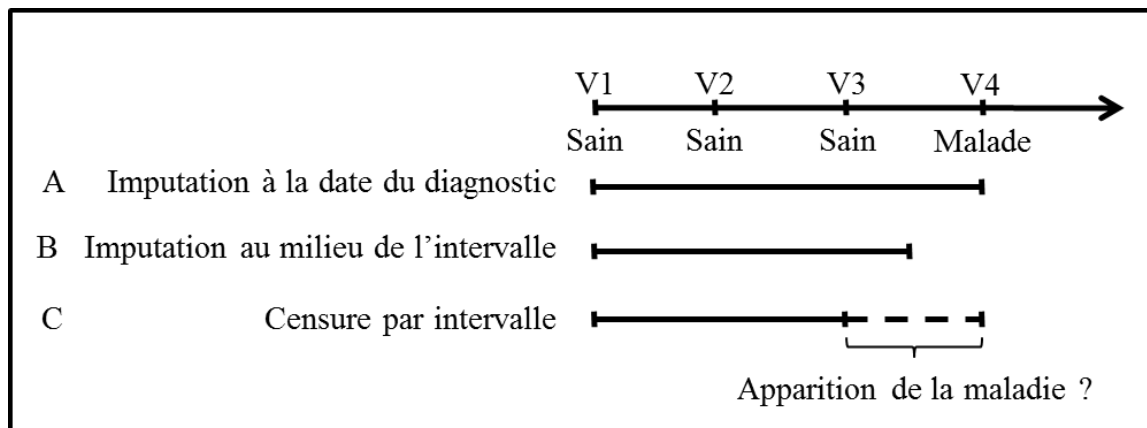 V1 V2 V3 V4
Sain Sain Sain Malade
A Imputation à la date du diagnostic
B Imputation au milieu de l’intervalle
C Censure par intervalle
Apparition de la maladie ?